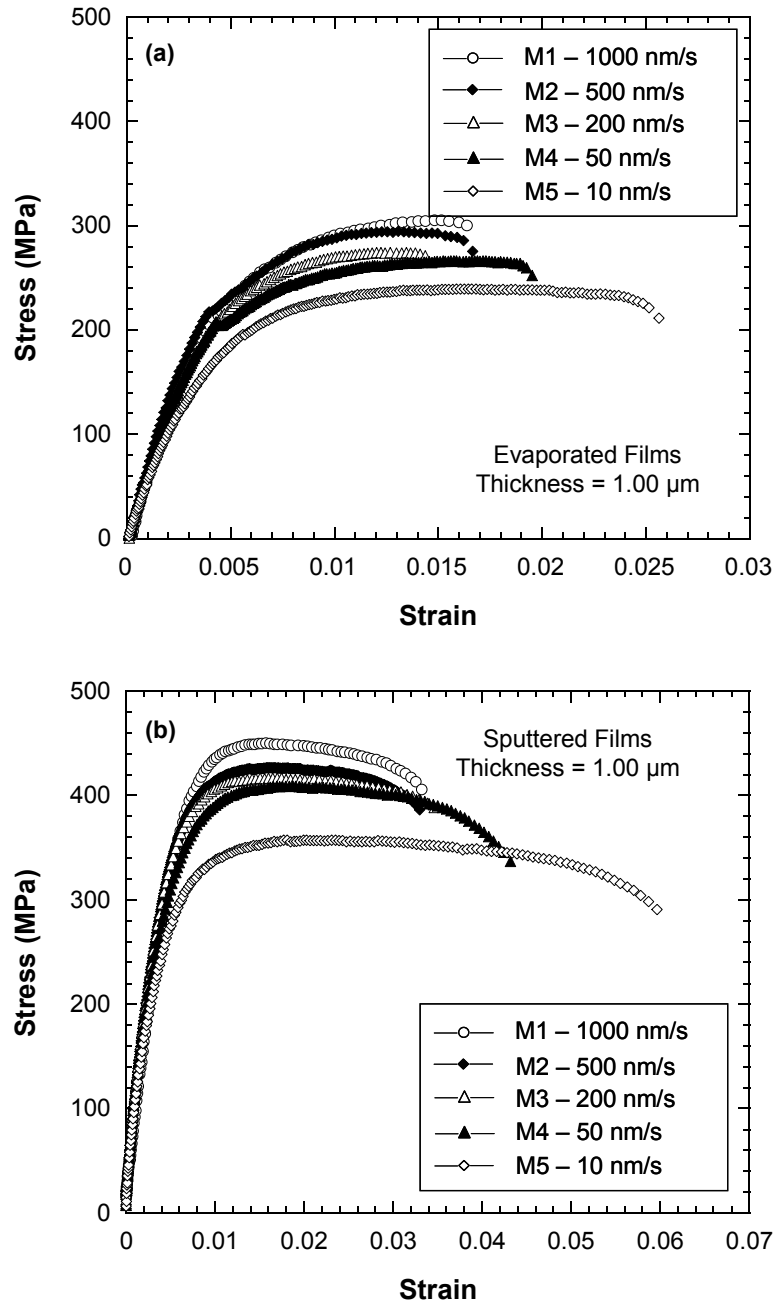 (a)
M1 – 1000 nm/s
M2 – 500 nm/s
M3 – 200 nm/s
M4 – 50 nm/s
M5 – 10 nm/s
500
400
300
200
100
0
Stress (MPa)
Evaporated Films
Thickness = 1.00 µm
0 0.005 0.01 0.015 0.02 0.025 0.03
Strain
(b)
Sputtered Films
Thickness = 1.00 µm
500
400
300
200
100
0
Stress (MPa)
M1 – 1000 nm/s
M2 – 500 nm/s
M3 – 200 nm/s
M4 – 50 nm/s
M5 – 10 nm/s
0 0.01 0.02 0.03 0.04 0.05 0.06 0.07
Strain